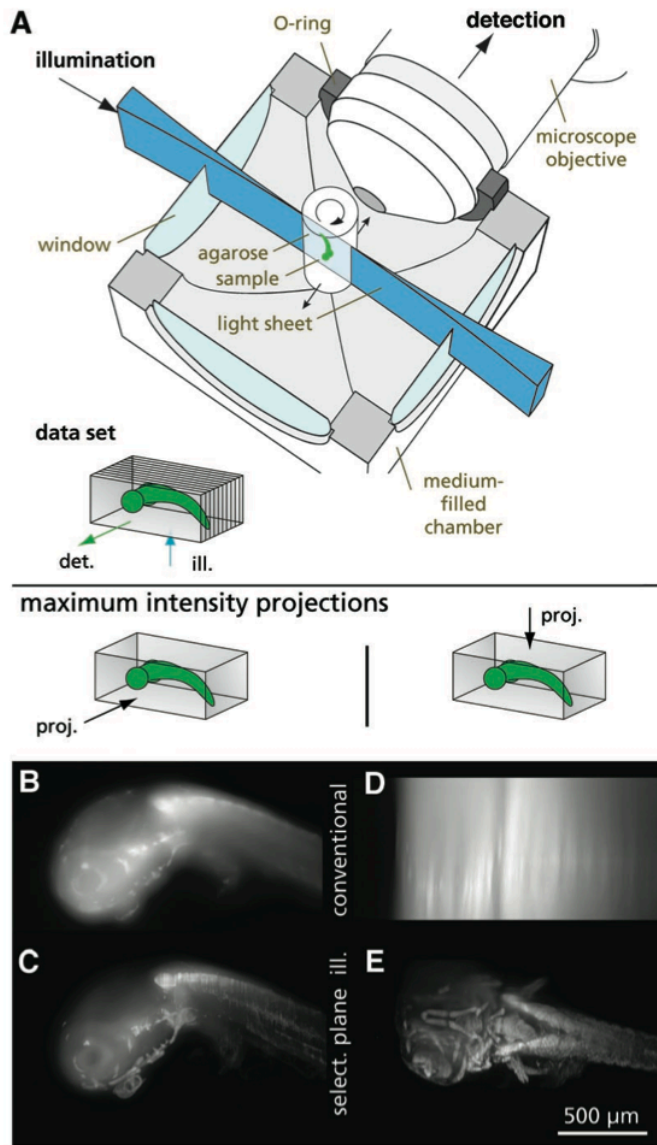 A
O-ring
detection
illumination
microscope
objective
window
agarose
sample
light sheet
data set
medium-
filled
chamber
det.
ill.
maximum intensity projections
proj.
proj.
B
conventional
D
C
select. plane ill.
E
500 µm